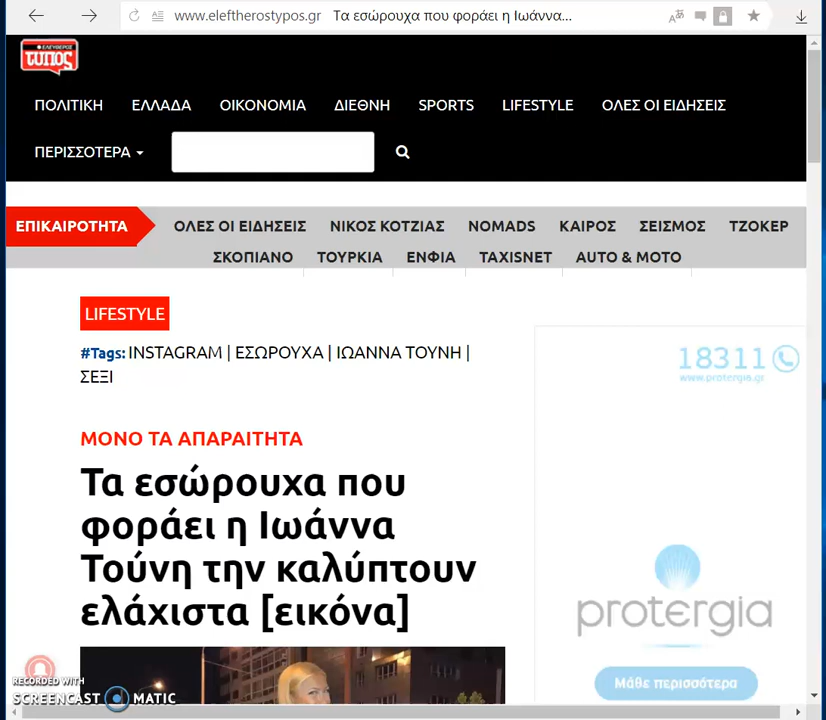 www.eleftherostypos.gr Τα εσώρουχα που φοράει η Ιωάννα...
ΕΛΕΥΘΕΡΟΣ
ΤΥΠΟΣ
ΠΟΛΙΤΙΚΗ ΕΛΛΑΔΑ ΟΙΚΟΝΟΜΙΑ ΔΙΕΘΝΗ SPORTS LIFESTYLE ΟΛΕΣ ΟΙ ΕΙΔΗΣΕΙΣ
ΠΕΡΙΣΣΟΤΕΡΑ
ΕΠΙΚΑΙΡΟΤΗΤΑ ΟΛΕΣ ΟΙ ΕΙΔΗΣΕΙΣ ΝΙΚΟΣ ΚΟΤΖΙΑΣ NOMADS ΚΑΙΡΟΣ ΣΕΙΣΜΟΣ ΤΖΟΚΕΡ
ΣΚΟΠΙΑΝΟ ΤΟΥΡΚΙΑ ΕΝΦΙΑ TAXISNET AUTO & MOTO
LIFESTYLE
#Tags: INSTAGRAM | ΕΣΩΡΟΥΧΑ | ΙΩΑΝΝΑ ΤΟΥΝΗ |
ΣΕΞΙ
ΜΟΝΟ ΤΑ ΑΠΑΡΑΙΤΗΤΑ
Τα εσώρουχα που
φοράει η Ιωάννα
Τούνη την καλύπτουν
ελάχιστα [εικόνα]
18311
www.protergia.gr
protergia
Μάθε περισσότερα
RECORDED WITH
SCREENCAST MATIC